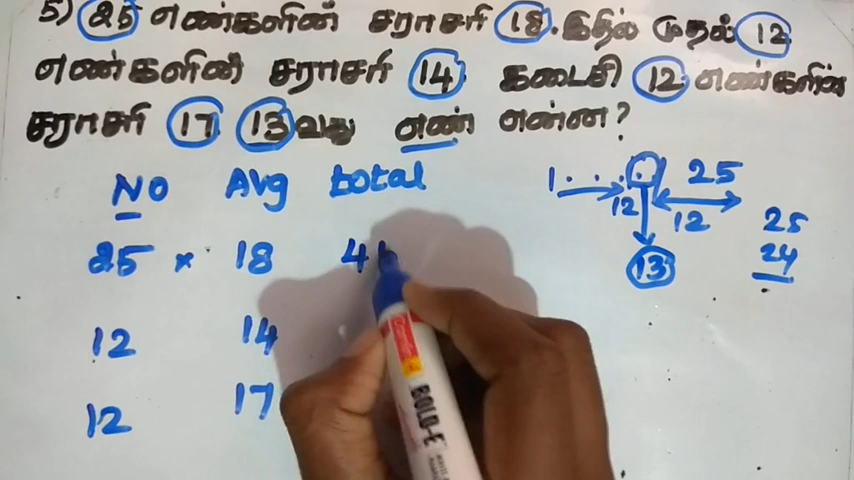 5) 25 எண்களின் சராசரி 18. இதில் முதல் 12
எண்களின் சராசரி 14. கடைசி 12 எண்களின்
சராசரி 17 13வது எண் என்ன?
No Avg total
25 × 18
12 14
12 17
1 . . . . 25
12 12
13
25
24
BOLD-E